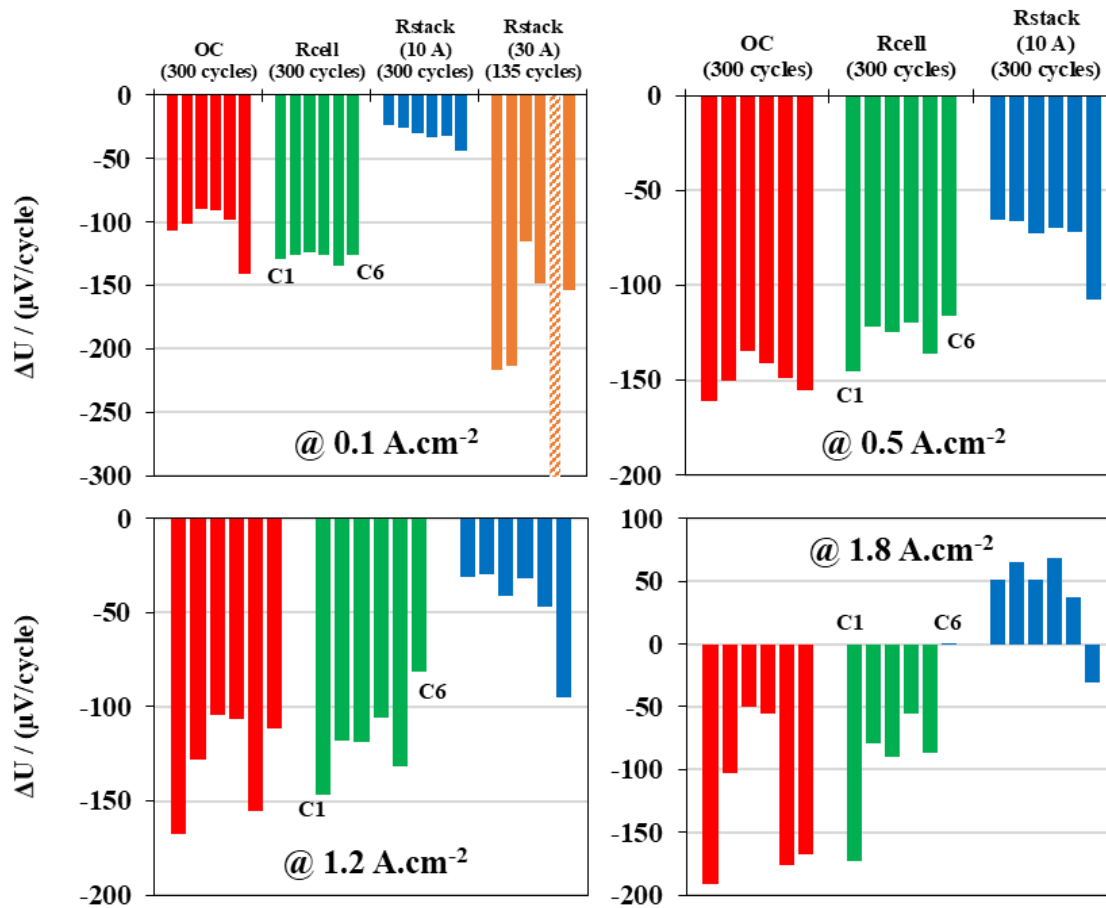 OC
(300 cycles)
Rcell
(300 cycles)
Rstack
(10 A)
(300 cycles)
Rstack
(30 A)
(135 cycles)
0
-50
-100
-150
-200
-250
-300
ΔU / (µV/cycle)
C1
C6
@ 0.1 A.cm-2
OC
(300 cycles)
Rcell
(300 cycles)
Rstack
(10 A)
(300 cycles)
0
-50
-100
-150
-200
C1
C6
@ 0.5 A.cm-2
0
-50
-100
-150
-200
ΔU / (µV/cycle)
C1
C6
@ 1.2 A.cm-2
100
50
0
-50
-100
-150
-200
@ 1.8 A.cm-2
C1
C6